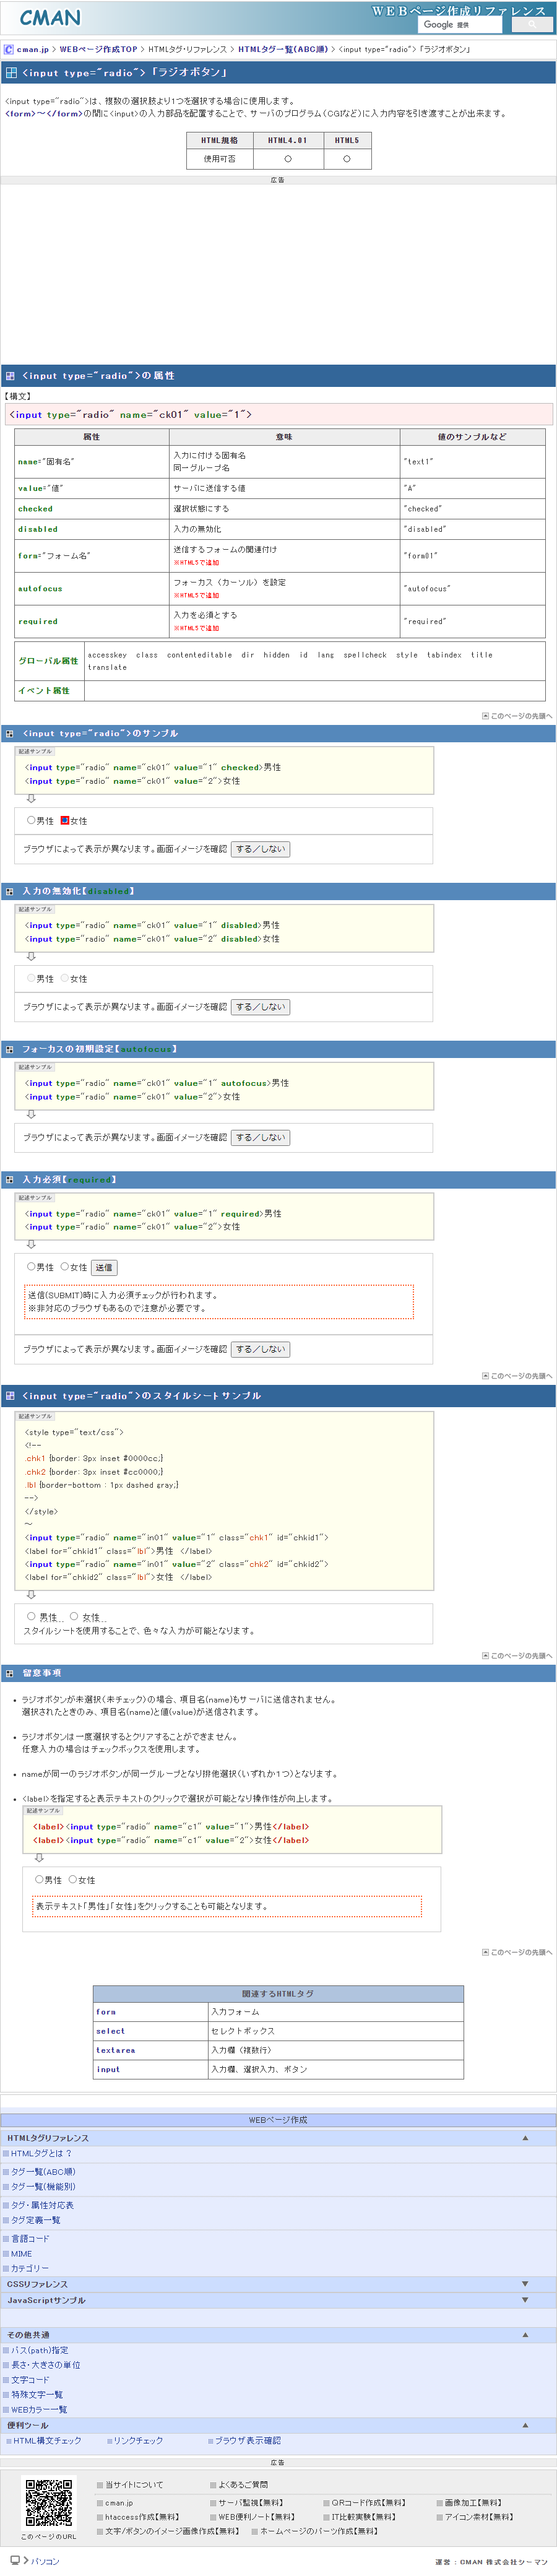 CMAN
WEBページ作成リファレンス
Google 提供
cman.jp > WEBページ作成TOP > HTMLタグ・リファレンス > HTMLタグ一覧(ABC順) > <input type="radio"> 「ラジオボタン」
<input type="radio"> 「ラジオボタン」
<input type="radio">は、複数の選択肢より1つを選択する場合に使用します。
<form>～</form>の間に<input>の入力部品を配置することで、サーバのプログラム（CGIなど）に入力内容を引き渡すことが出来ます。
HTML規格 HTML4.01 HTML5
使用可否 ○ ○
広告
<input type="radio">の属性
【構文】
<input type="radio" name="ck01" value="1">
属性 意味 値のサンプルなど
name="固有名" 入力に付ける固有名
同一グループ名 "text1"
value="値" サーバに送信する値 "A"
checked 選択状態にする "checked"
disabled 入力の無効化 "disabled"
form="フォーム名" 送信するフォームの関連付け
※HTML5で追加 "form01"
autofocus フォーカス（カーソル）を設定
※HTML5で追加 "autofocus"
required 入力を必須とする
※HTML5で追加 "required"
グローバル属性 accesskey class contenteditable dir hidden id lang spellcheck style tabindex title
translate
イベント属性
このページの先頭へ
<input type="radio">のサンプル
記述サンプル
<input type="radio" name="ck01" value="1" checked>男性
<input type="radio" name="ck01" value="2">女性
男性 女性
ブラウザによって表示が異なります。画面イメージを確認 する／しない
入力の無効化【disabled】
記述サンプル
<input type="radio" name="ck01" value="1" disabled>男性
<input type="radio" name="ck01" value="2" disabled>女性
男性 女性
ブラウザによって表示が異なります。画面イメージを確認 する／しない
フォーカスの初期設定【autofocus】
記述サンプル
<input type="radio" name="ck01" value="1" autofocus>男性
<input type="radio" name="ck01" value="2">女性
ブラウザによって表示が異なります。画面イメージを確認 する／しない
入力必須【required】
記述サンプル
<input type="radio" name="ck01" value="1" required>男性
<input type="radio" name="ck01" value="2">女性
男性 女性 送信
送信(SUBMIT)時に入力必須チェックが行われます。
※非対応のブラウザもあるので注意が必要です。
ブラウザによって表示が異なります。画面イメージを確認 する／しない
このページの先頭へ
<input type="radio">のスタイルシートサンプル
記述サンプル
<style type="text/css">
<!--
.chk1 {border: 3px inset #0000cc;}
.chk2 {border: 3px inset #cc0000;}
.lbl {border-bottom : 1px dashed gray;}
-->
</style>
～
<input type="radio" name="in01" value="1" class="chk1" id="chkid1">
<label for="chkid1" class="lbl">男性 </label>
<input type="radio" name="in01" value="2" class="chk2" id="chkid2">
<label for="chkid2" class="lbl">女性 </label>
男性 女性
スタイルシートを使用することで、色々な入力が可能となります。
このページの先頭へ
留意事項
• ラジオボタンが未選択（未チェック）の場合、項目名(name)もサーバに送信されません。
選択されたときのみ、項目名(name)と値(value)が送信されます。
• ラジオボタンは一度選択するとクリアすることができません。
任意入力の場合はチェックボックスを使用します。
• nameが同一のラジオボタンが同一グループとなり排他選択（いずれか１つ）となります。
• <label>を指定すると表示テキストのクリックで選択が可能となり操作性が向上します。
記述サンプル
<label><input type="radio" name="c1" value="1">男性</label>
<label><input type="radio" name="c1" value="2">女性</label>
男性 女性
表示テキスト「男性」「女性」をクリックすることも可能となります。
このページの先頭へ
関連するHTMLタグ
form 入力フォーム
select セレクトボックス
textarea 入力欄（複数行）
input 入力欄、選択入力、ボタン
WEBページ作成
HTMLタグリファレンス ▲
HTMLタグとは？
タグ一覧(ABC順)
タグ一覧(機能別)
タグ・属性対応表
タグ定義一覧
言語コード
MIME
カテゴリー
CSSリファレンス ▼
JavaScriptサンプル ▼
その他共通 ▲
パス(path)指定
長さ・大きさの単位
文字コード
特殊文字一覧
WEBカラー一覧
便利ツール ▲
HTML構文チェック リンクチェック ブラウザ表示確認
広告
このページのURL
当サイトについて よくあるご質問
cman.jp サーバ監視【無料】 QRコード作成【無料】 画像加工【無料】
htaccess作成【無料】 WEB便利ノート【無料】 IT比較実験【無料】 アイコン素材【無料】
文字/ボタンのイメージ画像作成【無料】 ホームページのパーツ作成【無料】
パソコン
運営 : CMAN 株式会社シーマン